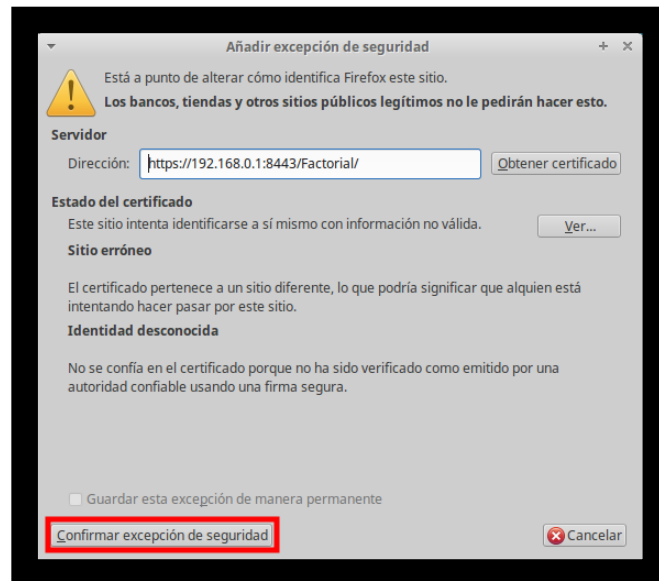 Añadir excepción de seguridad
Está a punto de alterar cómo identifica Firefox este sitio.
Los bancos, tiendas y otros sitios públicos legítimos no le pedirán hacer esto.
Servidor
Dirección: https://192.168.0.1:8443/Factorial/ Obtener certificado
Estado del certificado
Este sitio intenta identificarse a sí mismo con información no válida. Ver...
Sitio erróneo
El certificado pertenece a un sitio diferente, lo que podría significar que alguien está
intentando hacer pasar por este sitio.
Identidad desconocida
No se confía en el certificado porque no ha sido verificado como emitido por una
autoridad confiable usando una firma segura.
Guardar esta excepción de manera permanente
Confirmar excepción de seguridad Cancelar